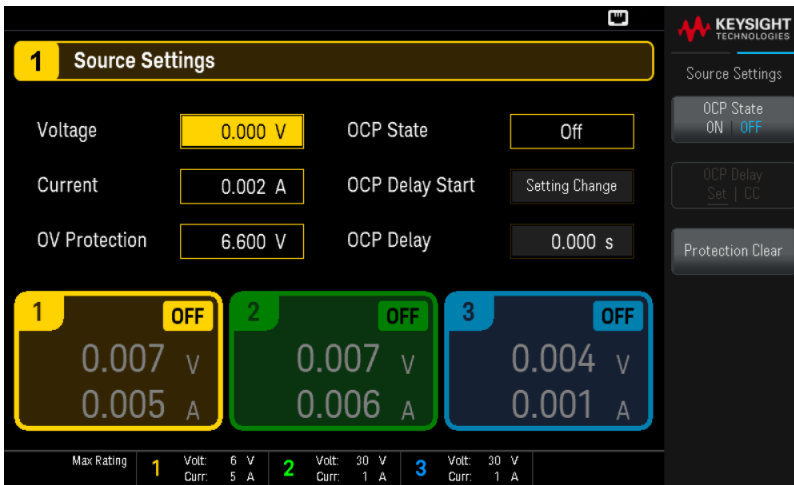 KEYSIGHT
TECHNOLOGIES
1 Source Settings
Source Settings
Voltage 0.000 V OCP State Off
OCP State
ON | OFF
Current 0.002 A OCP Delay Start Setting Change
OCP Delay
Set | CC
OV Protection 6.600 V OCP Delay 0.000 s
Protection Clear
1 OFF 2 OFF 3 OFF
0.007 V 0.007 V 0.004 V
0.005 A 0.006 A 0.001 A
Max Rating 1 Volt: 6 V 2 Volt: 30 V 3 Volt: 30 V
Curr: 5 A Curr: 1 A Curr: 1 A